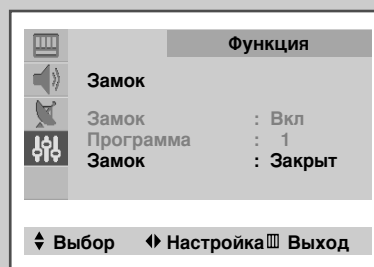 Функция
Замок
Замок : Вкл
Программа : 1
Замок : Закрыт
Выбор Настройка Выход